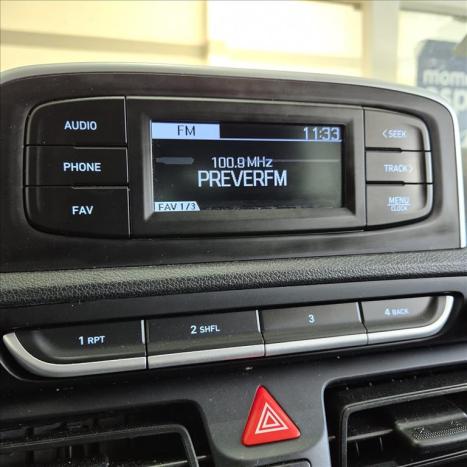 AUDIO
PHONE
FAV
FM 11:33
100.9 MHz
PREVERFM
FAV 1/3
<SEEK
TRACK>
MENU
CLOCK
1 RPT
2 SHFL
3
4 BACK